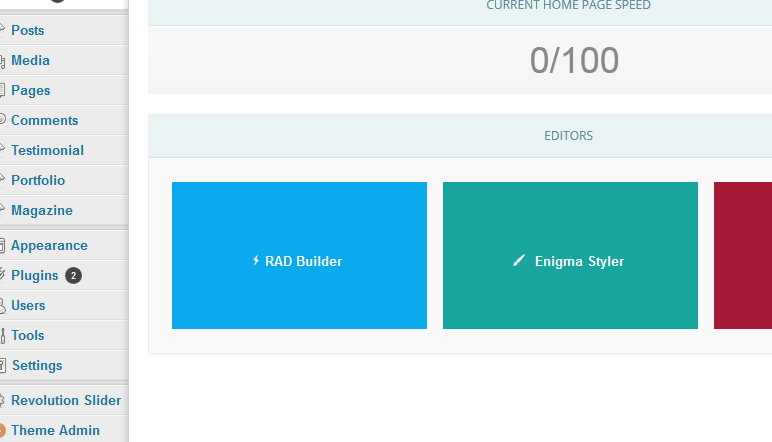 Posts
Media
Pages
Comments
Testimonial
Portfolio
Magazine
Appearance
Plugins 2
Users
Tools
Settings
Revolution Slider
Theme Admin
CURRENT HOME PAGE SPEED
0/100
EDITORS
RAD Builder
Enigma Styler